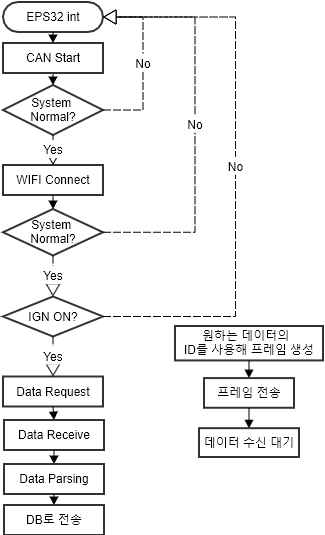 EPS32 int
CAN Start
No
System
Normal?
Yes
No
WIFI Connect
No
System
Normal?
Yes
IGN ON?
Yes
원하는 데이터의
ID를 사용해 프레임 생성
Data Request
프레임 전송
Data Receive
데이터 수신 대기
Data Parsing
DB로 전송